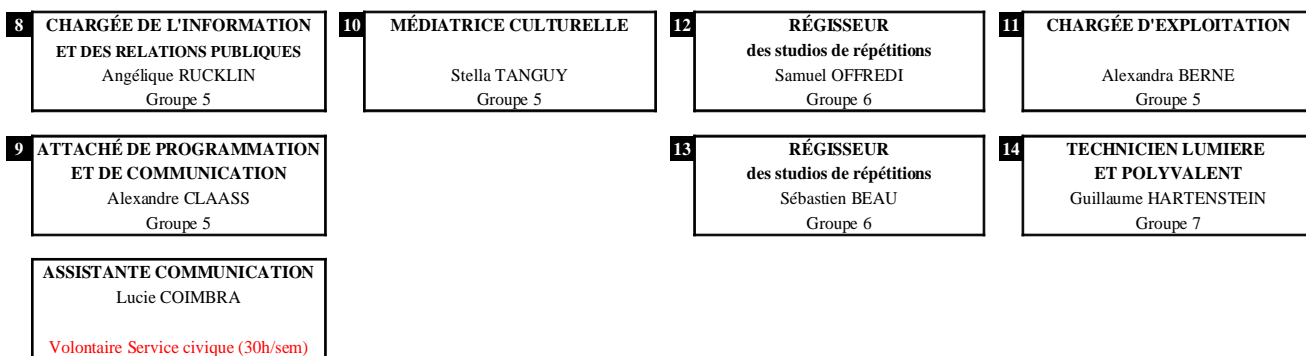 8
CHARGÉE DE L'INFORMATION
ET DES RELATIONS PUBLIQUES
Angélique RUCKLIN
Groupe 5
10
MÉDIATRICE CULTURELLE
Stella TANGUY
Groupe 5
12
RÉGISSEUR
des studios de répétitions
Samuel OFFREDI
Groupe 6
11
CHARGÉE D'EXPLOITATION
Alexandra BERNE
Groupe 5
9
ATTACHÉ DE PROGRAMMATION
ET DE COMMUNICATION
Alexandre CLAASS
Groupe 5
13
RÉGISSEUR
des studios de répétitions
Sébastien BEAU
Groupe 6
14
TECHNICIEN LUMIERE
ET POLYVALENT
Guillaume HARTENSTEIN
Groupe 7
ASSISTANTE COMMUNICATION
Lucie COIMBRA
Volontaire Service civique (30h/sem)